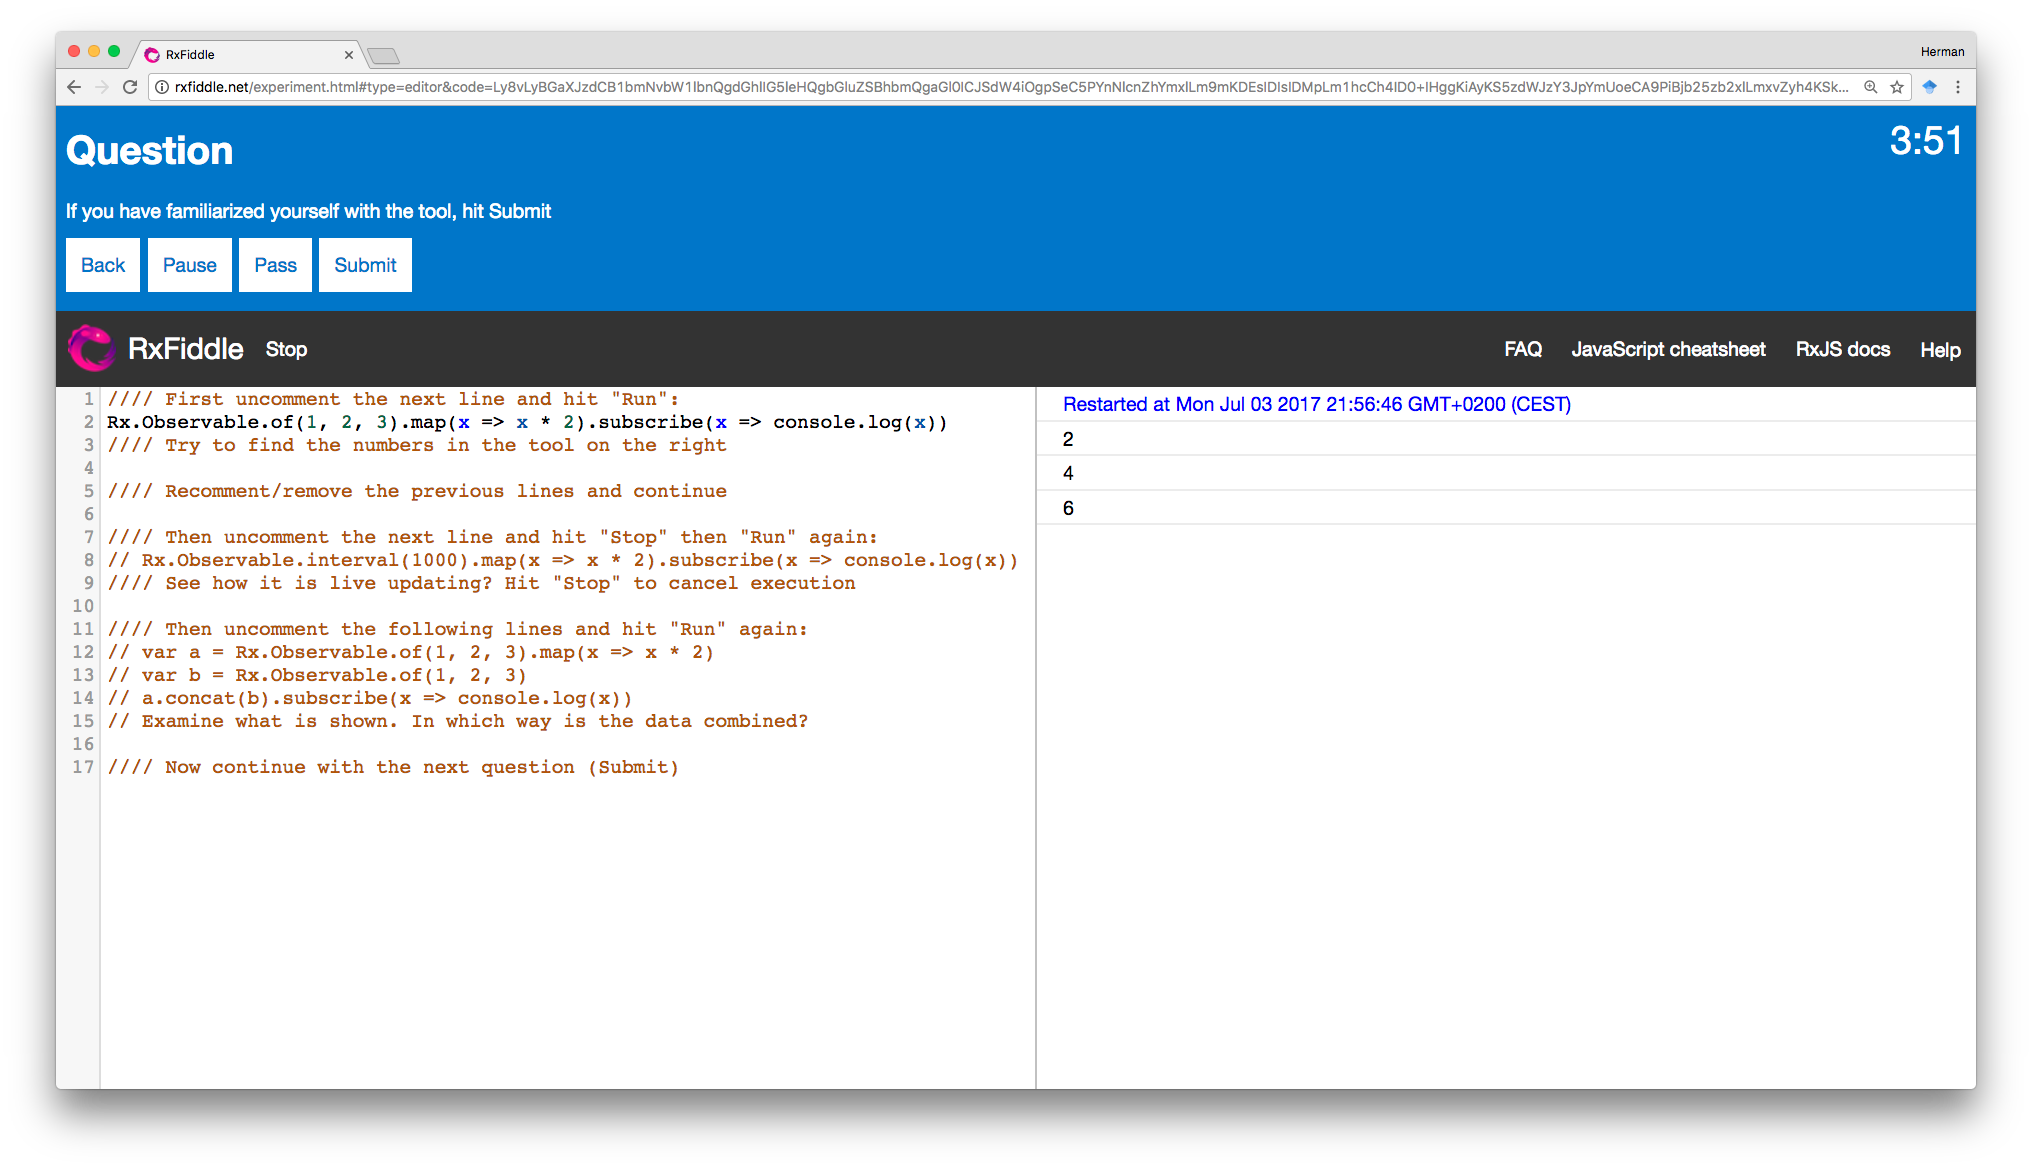 RxFiddle
Herman
Question
3:51
If you have familiarized yourself with the tool, hit Submit
Back Pause Pass Submit
RxFiddle Stop FAQ JavaScript cheatsheet RxJS docs Help
1 //// First uncomment the next line and hit "Run":
2 Rx.Observable.of(1, 2, 3).map(x => x * 2).subscribe(x => console.log(x))
3 //// Try to find the numbers in the tool on the right
4
5 //// Recomment/remove the previous lines and continue
6
7 //// Then uncomment the next line and hit "Stop" then "Run" again:
8 // Rx.Observable.interval(1000).map(x => x * 2).subscribe(x => console.log(x))
9 //// See how it is live updating? Hit "Stop" to cancel execution
10
11 //// Then uncomment the following lines and hit "Run" again:
12 // var a = Rx.Observable.of(1, 2, 3).map(x => x * 2)
13 // var b = Rx.Observable.of(1, 2, 3)
14 // a.concat(b).subscribe(x => console.log(x))
15 // Examine what is shown. In which way is the data combined?
16
17 //// Now continue with the next question (Submit)
Restarted at Mon Jul 03 2017 21:56:46 GMT+0200 (CEST)
2
4
6